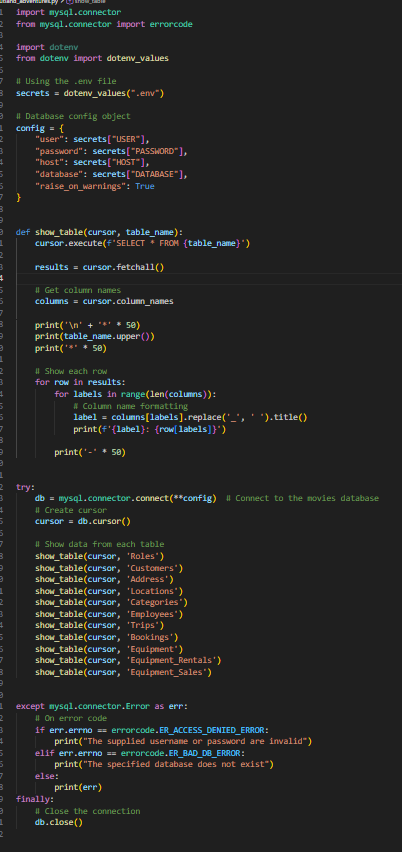 utland_adventures.py > show_table
import mysql.connector
from mysql.connector import errorcode

import dotenv
from dotenv import dotenv_values

# Using the .env file
secrets = dotenv_values(".env")

# Database config object
config = {
    "user": secrets["USER"],
    "password": secrets["PASSWORD"],
    "host": secrets["HOST"],
    "database": secrets["DATABASE"],
    "raise_on_warnings": True
}


def show_table(cursor, table_name):
    cursor.execute(f'SELECT * FROM {table_name}')

    results = cursor.fetchall()

    # Get column names
    columns = cursor.column_names

    print('\n' + '*' * 50)
    print(table_name.upper())
    print('*' * 50)

    # Show each row
    for row in results:
        for labels in range(len(columns)):
            # Column name formatting
            label = columns[labels].replace('_', ' ').title()
            print(f'{label}: {row[labels]}')

        print('-' * 50)


try:
    db = mysql.connector.connect(**config)  # Connect to the movies database
    # Create cursor
    cursor = db.cursor()

    # Show data from each table
    show_table(cursor, 'Roles')
    show_table(cursor, 'Customers')
    show_table(cursor, 'Address')
    show_table(cursor, 'Locations')
    show_table(cursor, 'Categories')
    show_table(cursor, 'Employees')
    show_table(cursor, 'Trips')
    show_table(cursor, 'Bookings')
    show_table(cursor, 'Equipment')
    show_table(cursor, 'Equipment_Rentals')
    show_table(cursor, 'Equipment_Sales')


except mysql.connector.Error as err:
    # On error code
    if err.errno == errorcode.ER_ACCESS_DENIED_ERROR:
        print("The supplied username or password are invalid")
    elif err.errno == errorcode.ER_BAD_DB_ERROR:
        print("The specified database does not exist")
    else:
        print(err)
finally:
    # Close the connection
    db.close()